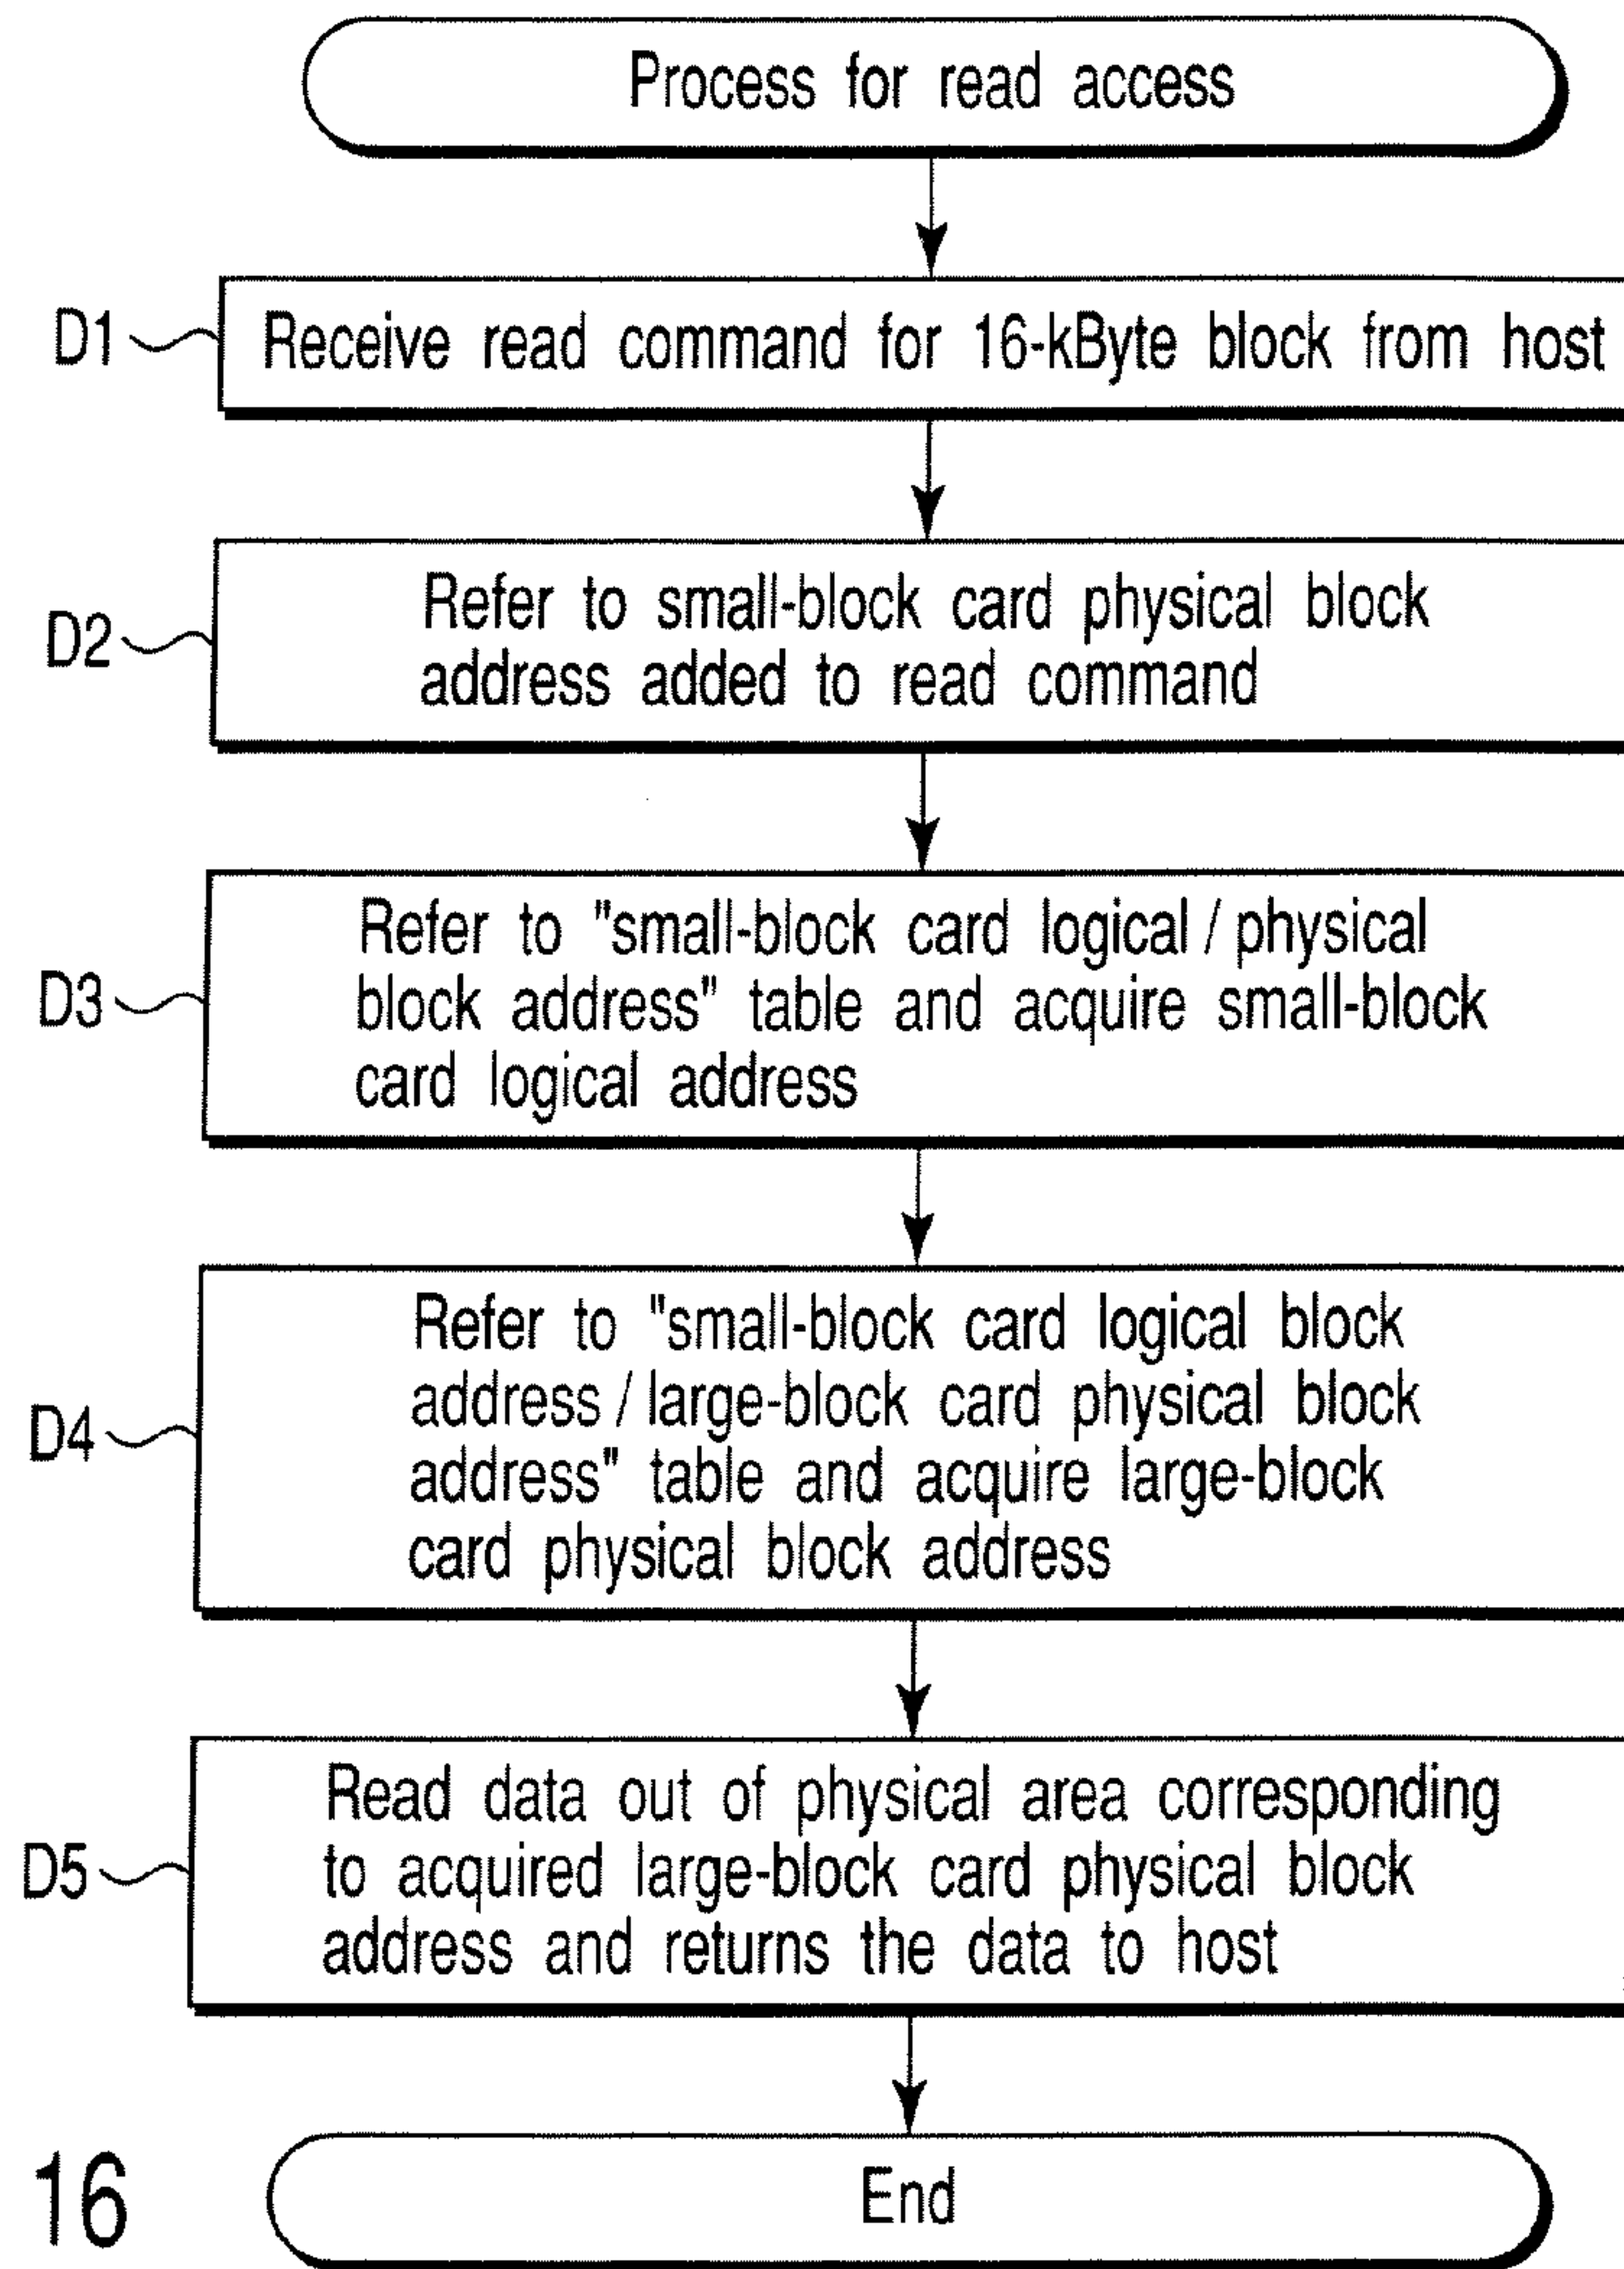 Process for read access
D1
Receive read command for 16-kByte block from host
D2
Refer to small-block card physical block
address added to read command
D3
Refer to "small-block card logical / physical
block address" table and acquire small-block
card logical address
D4
Refer to "small-block card logical block
address / large-block card physical block
address" table and acquire large-block
card physical block address
D5
Read data out of physical area corresponding
to acquired large-block card physical block
address and returns the data to host
16
End